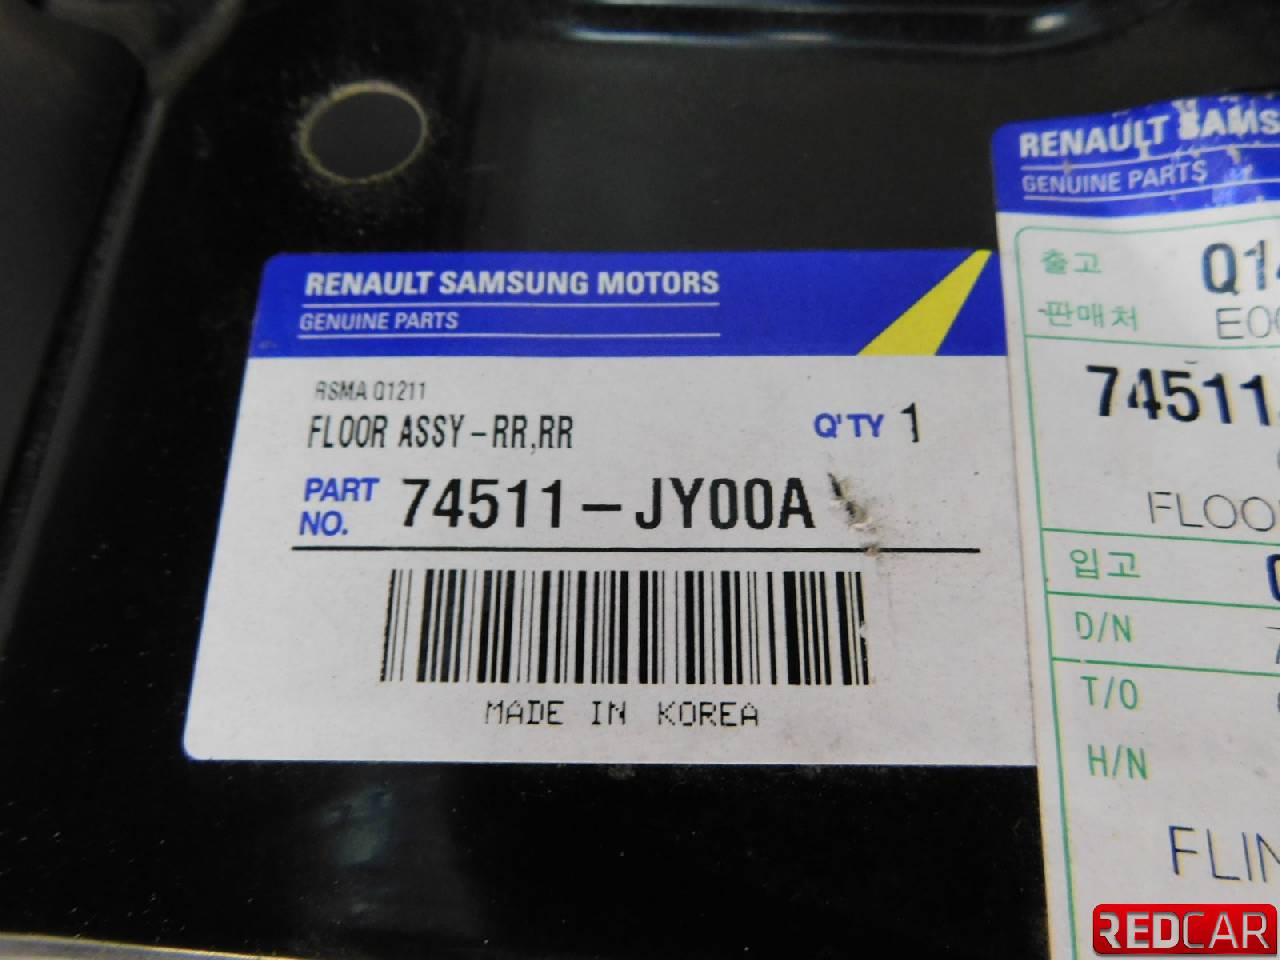 RENAULT SAMSUNG MOTORS
GENUINE PARTS
RSMA Q1211
FLOOR ASSY-RR,RR
Q'TY 1
PART NO. 74511-JY00A
MADE IN KOREA
RENAULT SAMS
GENUINE PARTS
출고 Q1
판매처 E0
74511
FLOO
입고
D/N
T/O
H/N
FLIN
REDCAR